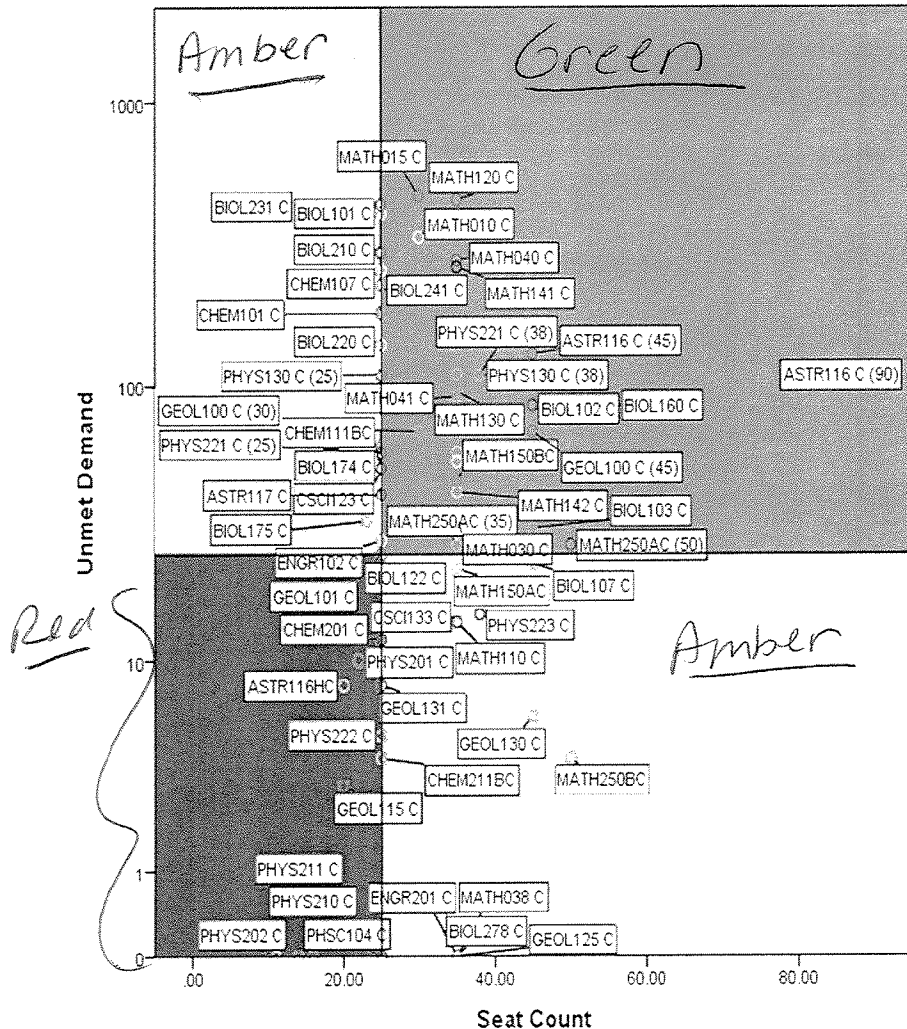 Amber
Green
1000
MATH015 C
MATH120 C
BIOL231 C
BIOL101 C
MATH010 C
BIOL210 C
MATH040 C
CHEM107 C
BIOL241 C
MATH141 C
CHEM101 C
BIOL220 C
PHYS221 C (38)
ASTR116 C (45)
PHYS130 C (25)
PHYS130 C (38)
ASTR116 C (90)
100
MATH041 C
GEOL100 C (30)
BIOL102 C
BIOL160 C
CHEM111BC
MATH130 C
PHYS221 C (25)
MATH150BC
BIOL174 C
GEOL100 C (45)
ASTR117 C
CSCI123 C
MATH142 C
BIOL103 C
BIOL175 C
MATH250AC (35)
MATH030 C
MATH250AC (50)
Unmet Demand
ENGR102 C
BIOL122 C
BIOL107 C
GEOL101 C
MATH150AC
CSCI133 C
PHYS223 C
CHEM201 C
Red
Amber
10
PHYS201 C
MATH110 C
ASTR116HC
GEOL131 C
PHYS222 C
GEOL130 C
CHEM211BC
MATH250BC
GEOL115 C
1
PHYS211 C
PHYS210 C
ENGR201 C
MATH038 C
PHYS202 C
PHSC104 C
BIOL278 C
GEOL125 C
0
.00
20.00
40.00
60.00
80.00
Seat Count